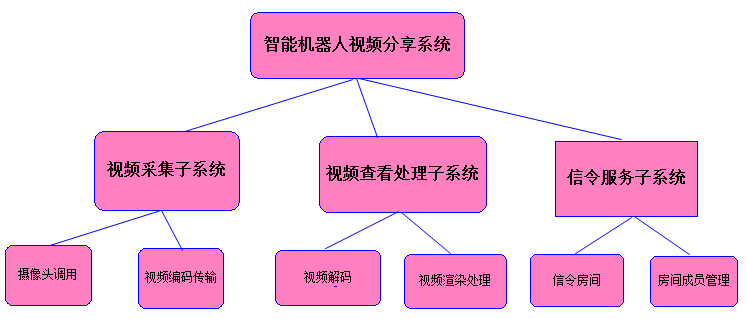 智能机器人视频分享系统
视频采集子系统
视频查看处理子系统
信令服务子系统
摄像头调用
视频编码传输
视频解码
视频渲染处理
信令房间
房间成员管理